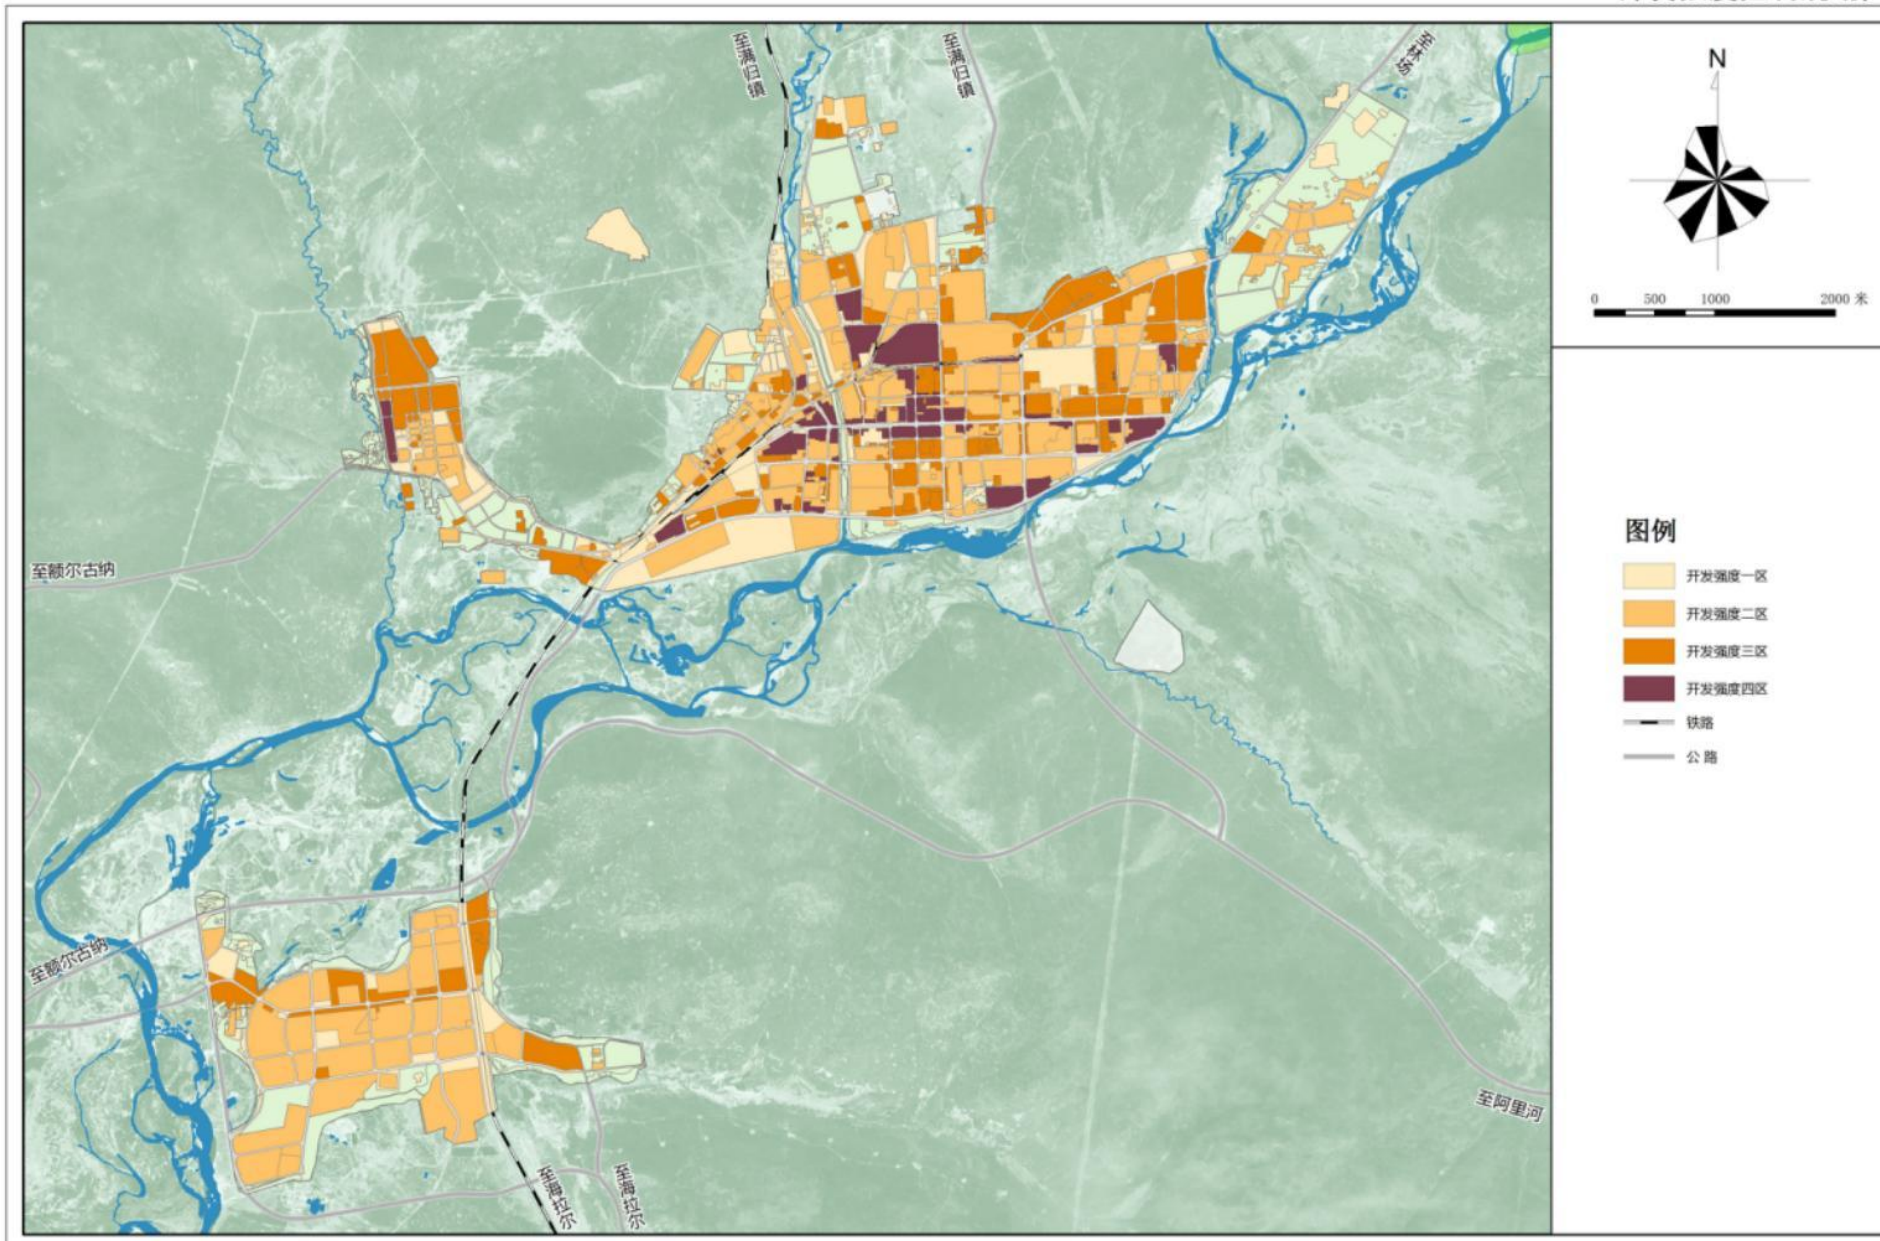 至满归镇
至满归镇
至林场
N
0 500 1000 2000 米
至额尔古纳
图例
开发强度一区
开发强度二区
开发强度三区
开发强度四区
铁路
公路
至额尔古纳
至阿里河
至海拉尔
至海拉尔